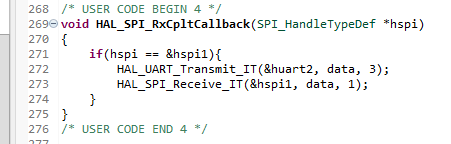 268 /* USER CODE BEGIN 4 */
269 void HAL_SPI_RxCpltCallback(SPI_HandleTypeDef *hspi)
270 {
271     if(hspi == &hspi1){
272         HAL_UART_Transmit_IT(&huart2, data, 3);
273         HAL_SPI_Receive_IT(&hspi1, data, 1);
274     }
275 }
276 /* USER CODE END 4 */
277